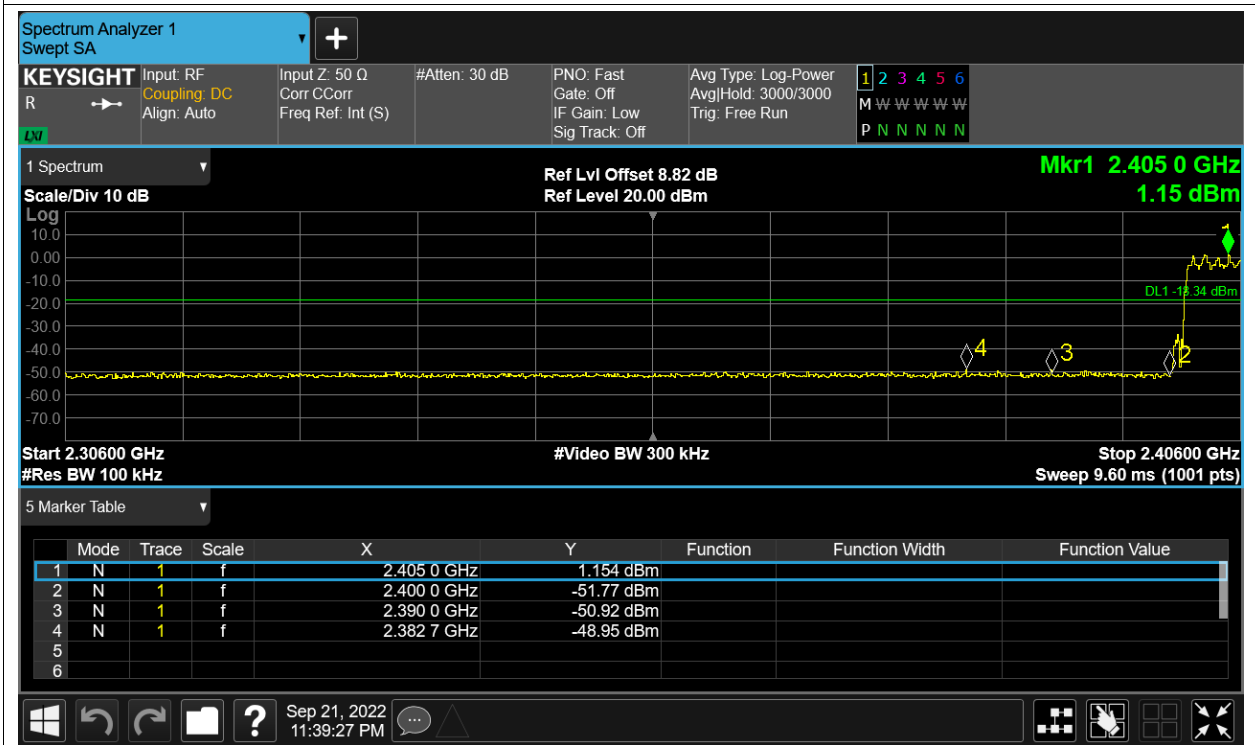 Spectrum Analyzer 1
Swept SA
+
KEYSIGHT Input: RF Input Z: 50 Ω #Atten: 30 dB PNO: Fast Avg Type: Log-Power 1 2 3 4 5 6
R Coupling: DC Corr CCorr Gate: Off Avg|Hold: 3000/3000 M W W W W W
Align: Auto Freq Ref: Int (S) IF Gain: Low Trig: Free Run
LXI Sig Track: Off P N N N N N
1 Spectrum Ref Lvl Offset 8.82 dB Mkr1 2.405 0 GHz
Scale/Div 10 dB Ref Level 20.00 dBm 1.15 dBm
Log
10.0
0.00
-10.0
DL1 -18.34 dBm
-20.0
-30.0
-40.0
4 3 2
-50.0
-60.0
-70.0
Start 2.30600 GHz #Video BW 300 kHz Stop 2.40600 GHz
#Res BW 100 kHz Sweep 9.60 ms (1001 pts)
5 Marker Table
Mode Trace Scale X Y Function Function Width Function Value
1 N 1 f 2.405 0 GHz 1.154 dBm
2 N 1 f 2.400 0 GHz -51.77 dBm
3 N 1 f 2.390 0 GHz -50.92 dBm
4 N 1 f 2.382 7 GHz -48.95 dBm
5
6
? Sep 21, 2022
11:39:27 PM